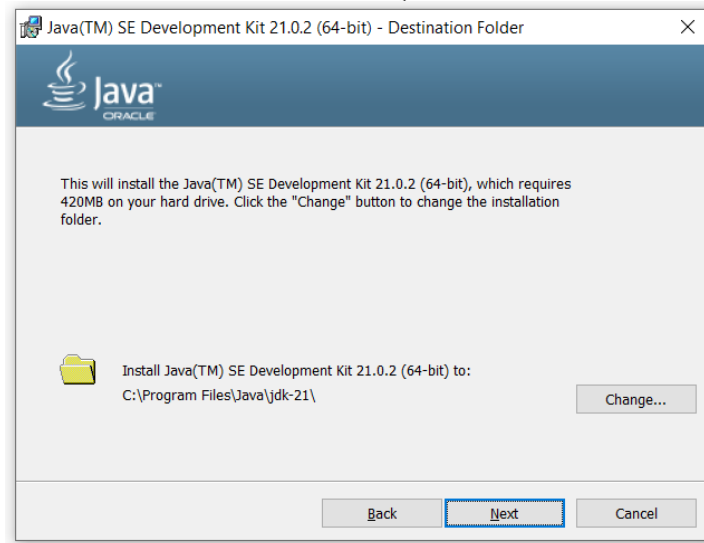 Java(TM) SE Development Kit 21.0.2 (64-bit) - Destination Folder
Java™
ORACLE
This will install the Java(TM) SE Development Kit 21.0.2 (64-bit), which requires
420MB on your hard drive. Click the "Change" button to change the installation
folder.
Install Java(TM) SE Development Kit 21.0.2 (64-bit) to:
C:\Program Files\Java\jdk-21\
Change...
Back
Next
Cancel